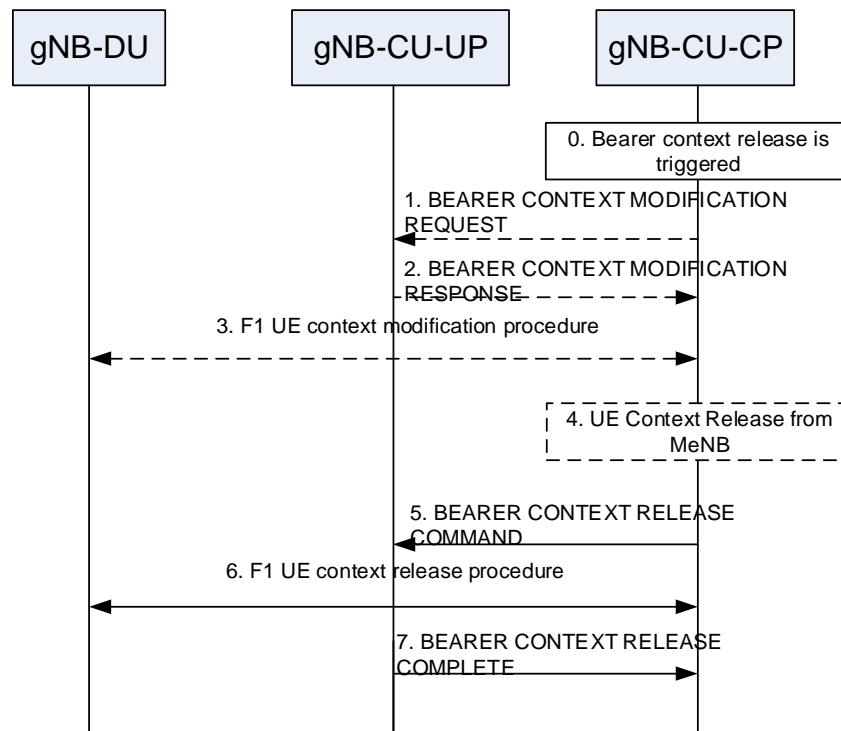 gNB-DU
gNB-CU-UP
gNB-CU-CP
0. Bearer context release is
triggered
1. BEARER CONTEXT MODIFICATION
REQUEST
2. BEARER CONTEXT MODIFICATION
RESPONSE
3. F1 UE context modification procedure
4. UE Context Release from
MeNB
5. BEARER CONTEXT RELEASE
COMMAND
6. F1 UE context release procedure
7. BEARER CONTEXT RELEASE
COMPLETE